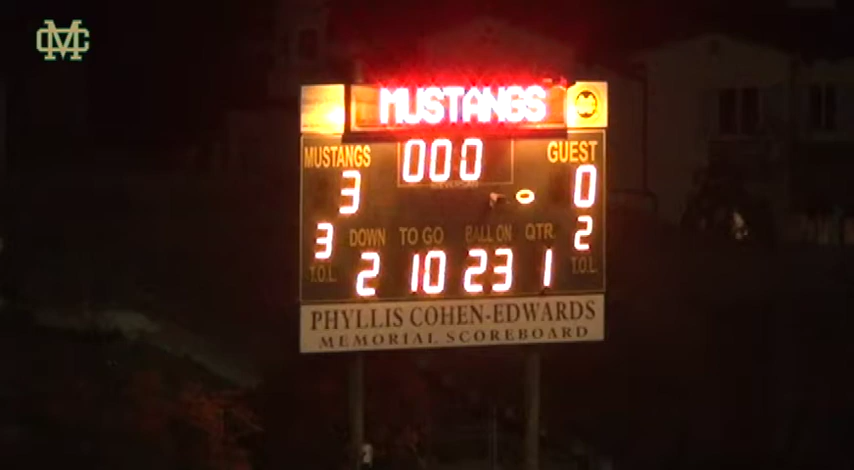 MC
MUSTANGS
MUSTANGS 000 GUEST
3 0
3 DOWN TO GO BALL ON QTR 2
T.O.L. 2 10 23 1 T.O.L.
PHYLLIS COHEN-EDWARDS
MEMORIAL SCOREBOARD